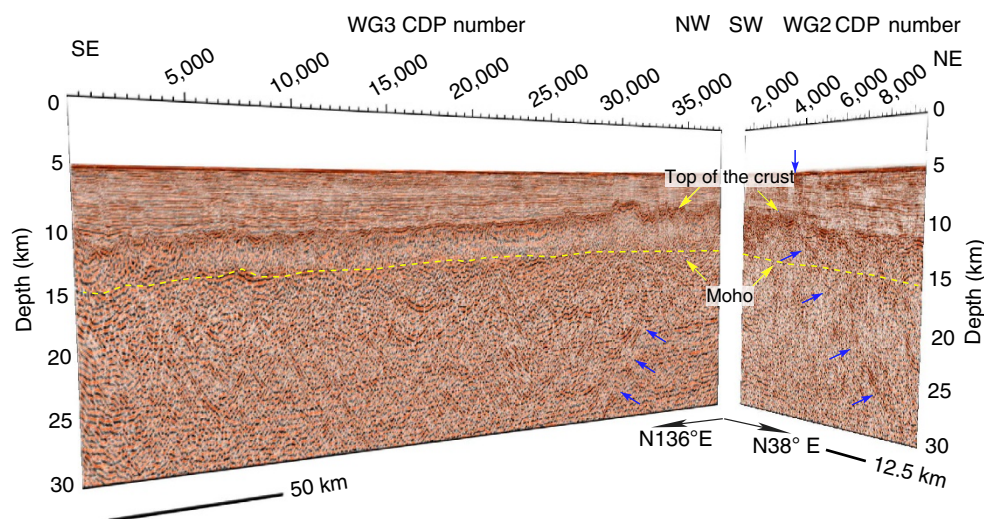 WG3 CDP number
NW
SW
WG2 CDP number
SE
NE
5,000
10,000
15,000
20,000
25,000
30,000
35,000
2,000
4,000
6,000
8,000
0
5
10
15
20
25
30
Depth (km)
0
5
10
15
20
25
30
Depth (km)
Top of the crust
Moho
N136°E
N38° E
50 km
12.5 km